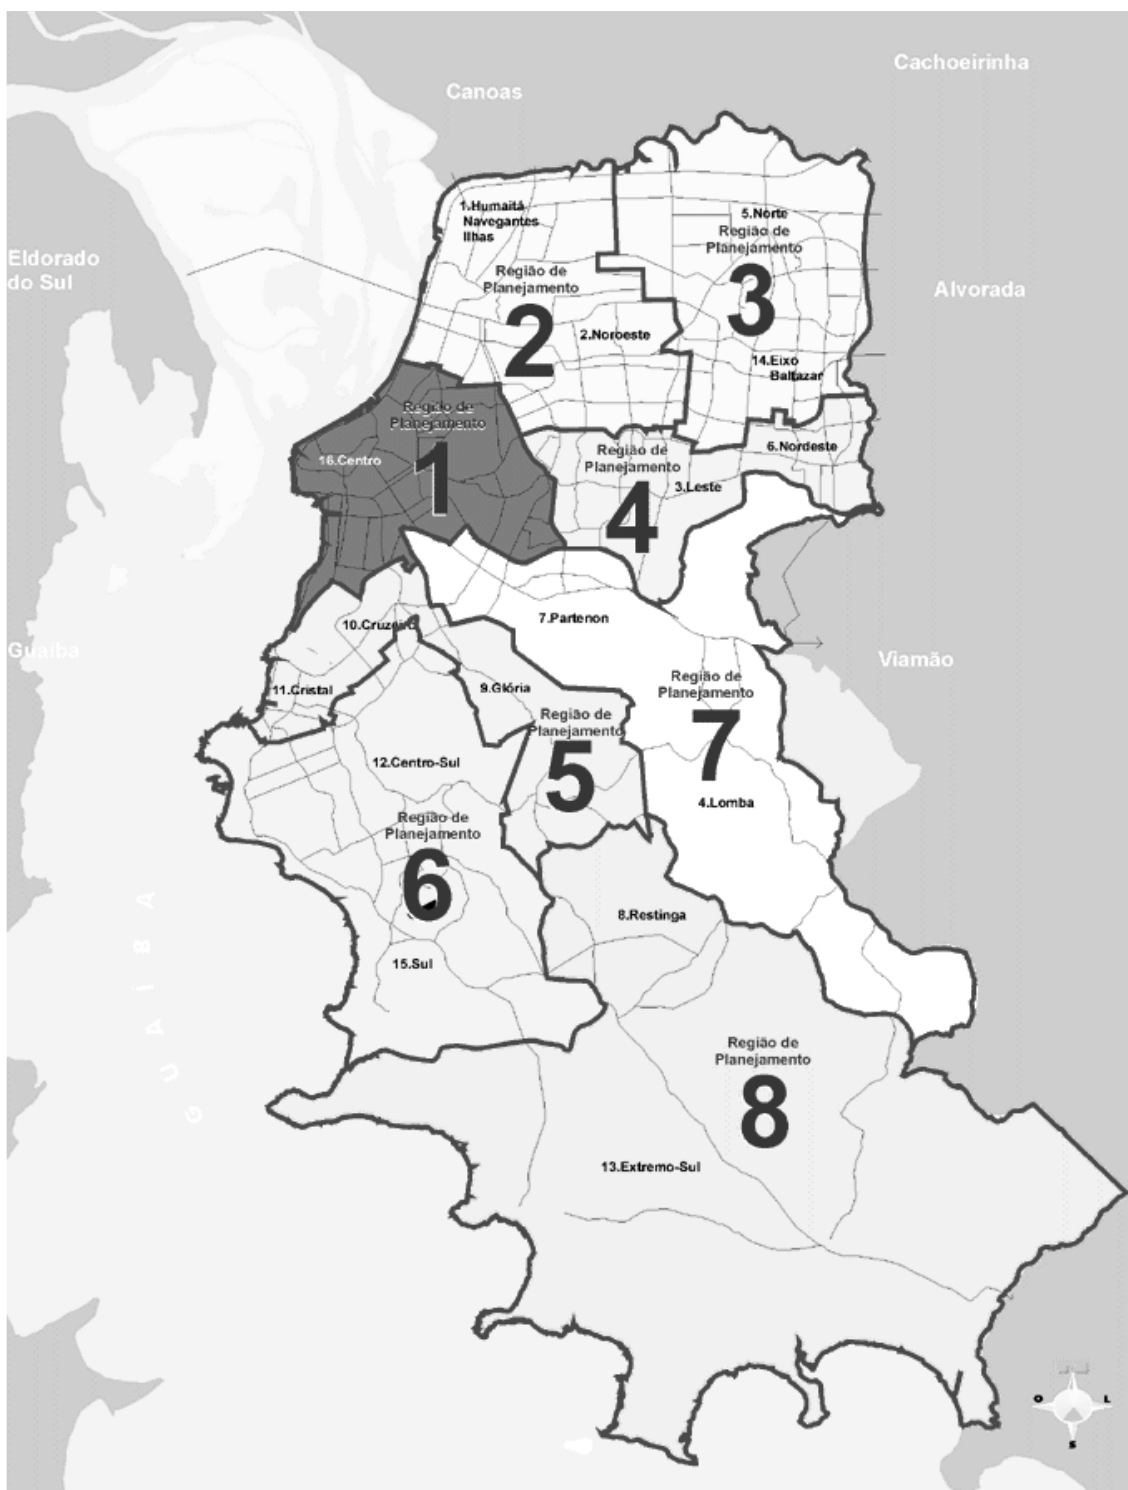 Cachoeirinha
Canoas
1.Humaitá
Navegantes
Ilhas
5.Norte
Região de
Planejamento
3
Eldorado
do Sul
Região de
Planejamento
2
Alvorada
2.Noroeste
14.Eixo
Baltazar
Região de
Planejamento
1
16.Centro
Região de
Planejamento
4
6.Nordeste
3.Leste
7.Partenon
10.Cruzeiro
Guaíba
Viamão
11.Cristal
9.Glória
Região de
Planejamento
7
Região de
Planejamento
5
12.Centro-Sul
4.Lomba
Região de
Planejamento
6
8.Restinga
15.Sul
GUAÍBA
Região de
Planejamento
8
13.Extremo-Sul
O
L
S